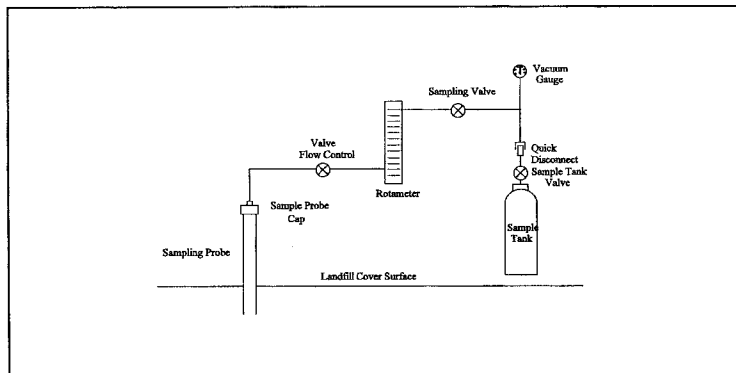 Vacuum
Gauge
Sampling Valve
Valve
Flow Control
Quick
Disconnect
Sample Tank
Valve
Rotameter
Sample Probe
Cap
Sample
Tank
Sampling Probe
Landfill Cover Surface